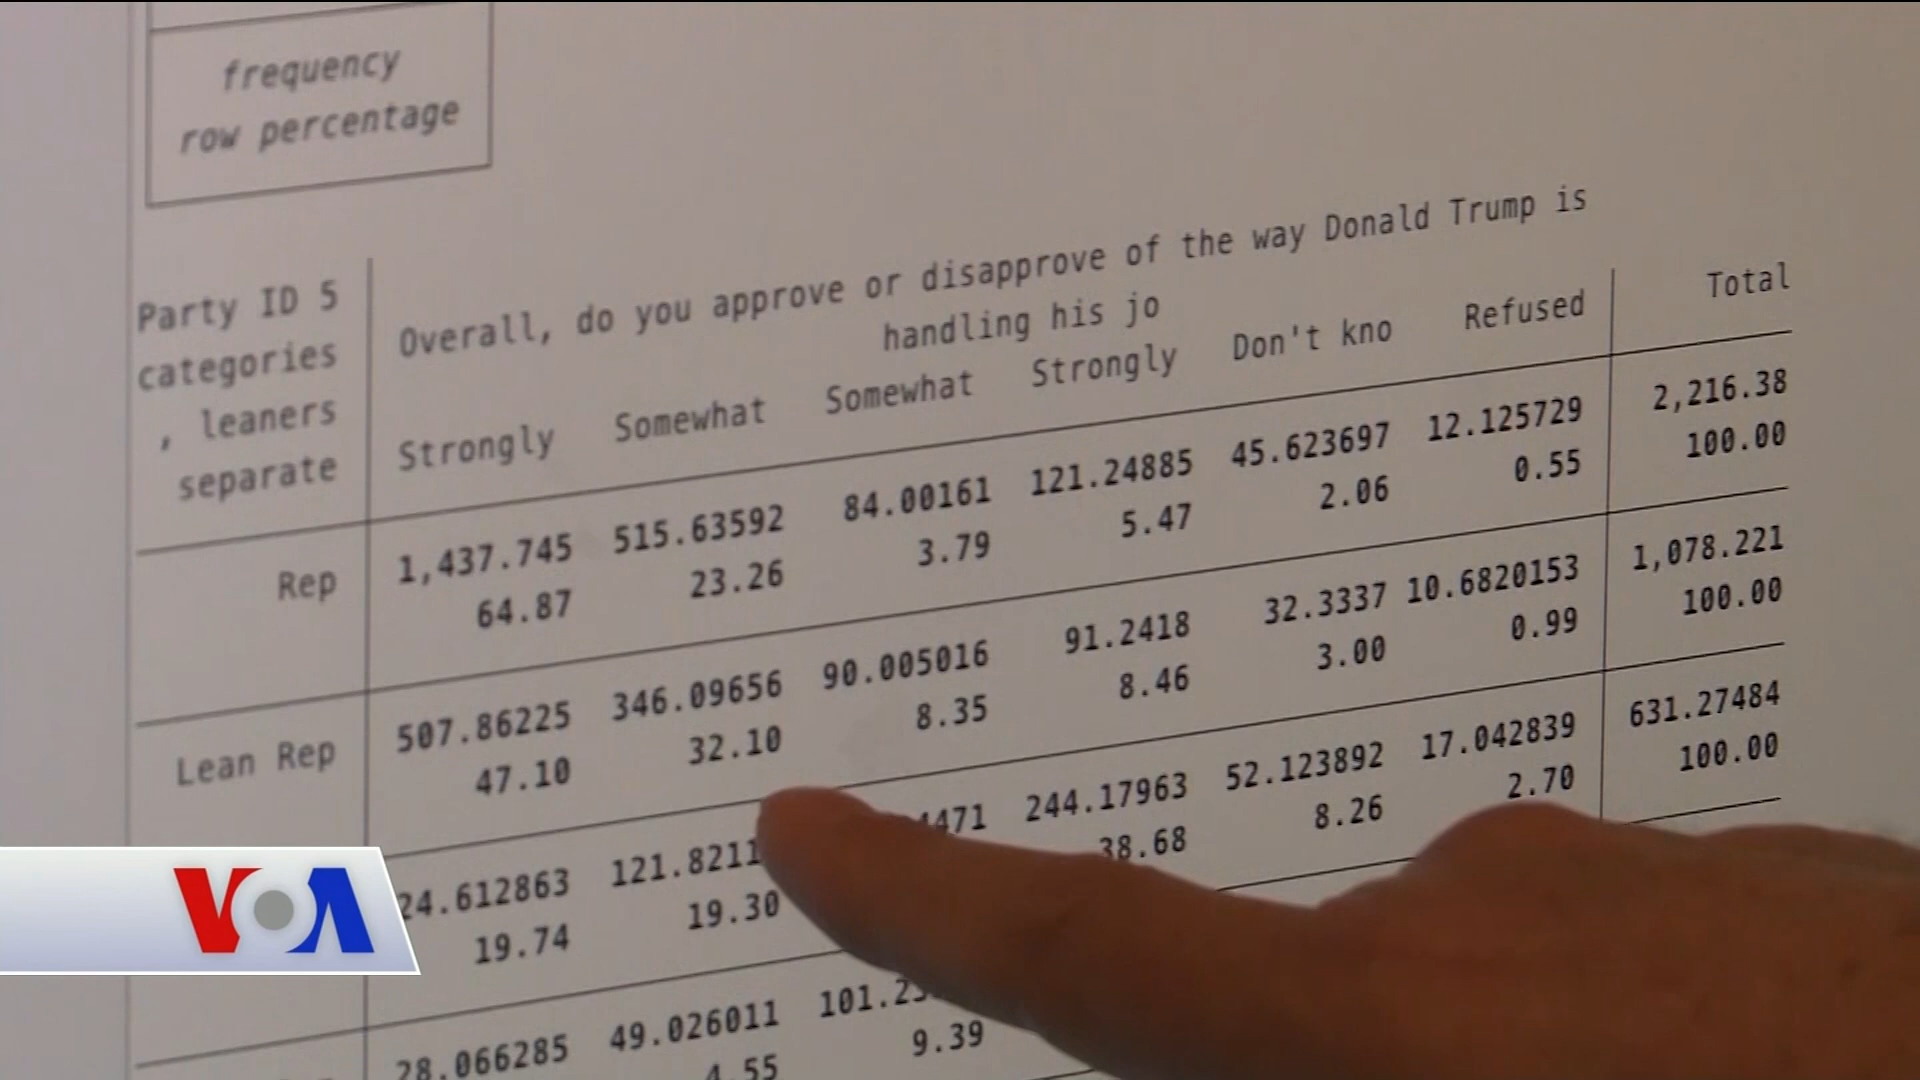 frequency
row percentage
Party ID 5
categories
, leaners
separate
Overall, do you approve or disapprove of the way Donald Trump is
handling his jo
Strongly Somewhat Somewhat Strongly Don't kno Refused Total
Rep 1,437.745 515.63592 84.00161 121.24885 45.623697 12.125729 2,216.38
64.87 23.26 3.79 5.47 2.06 0.55 100.00
Lean Rep 507.86225 346.09656 90.005016 91.2418 32.3337 10.6820153 1,078.221
47.10 32.10 8.35 8.46 3.00 0.99 100.00
24.612863 121.8211 4471 244.17963 52.123892 17.042839 631.27484
19.74 19.30 38.68 8.26 2.70 100.00
28.066285 49.026011 101.23
4.55 9.39
VOA